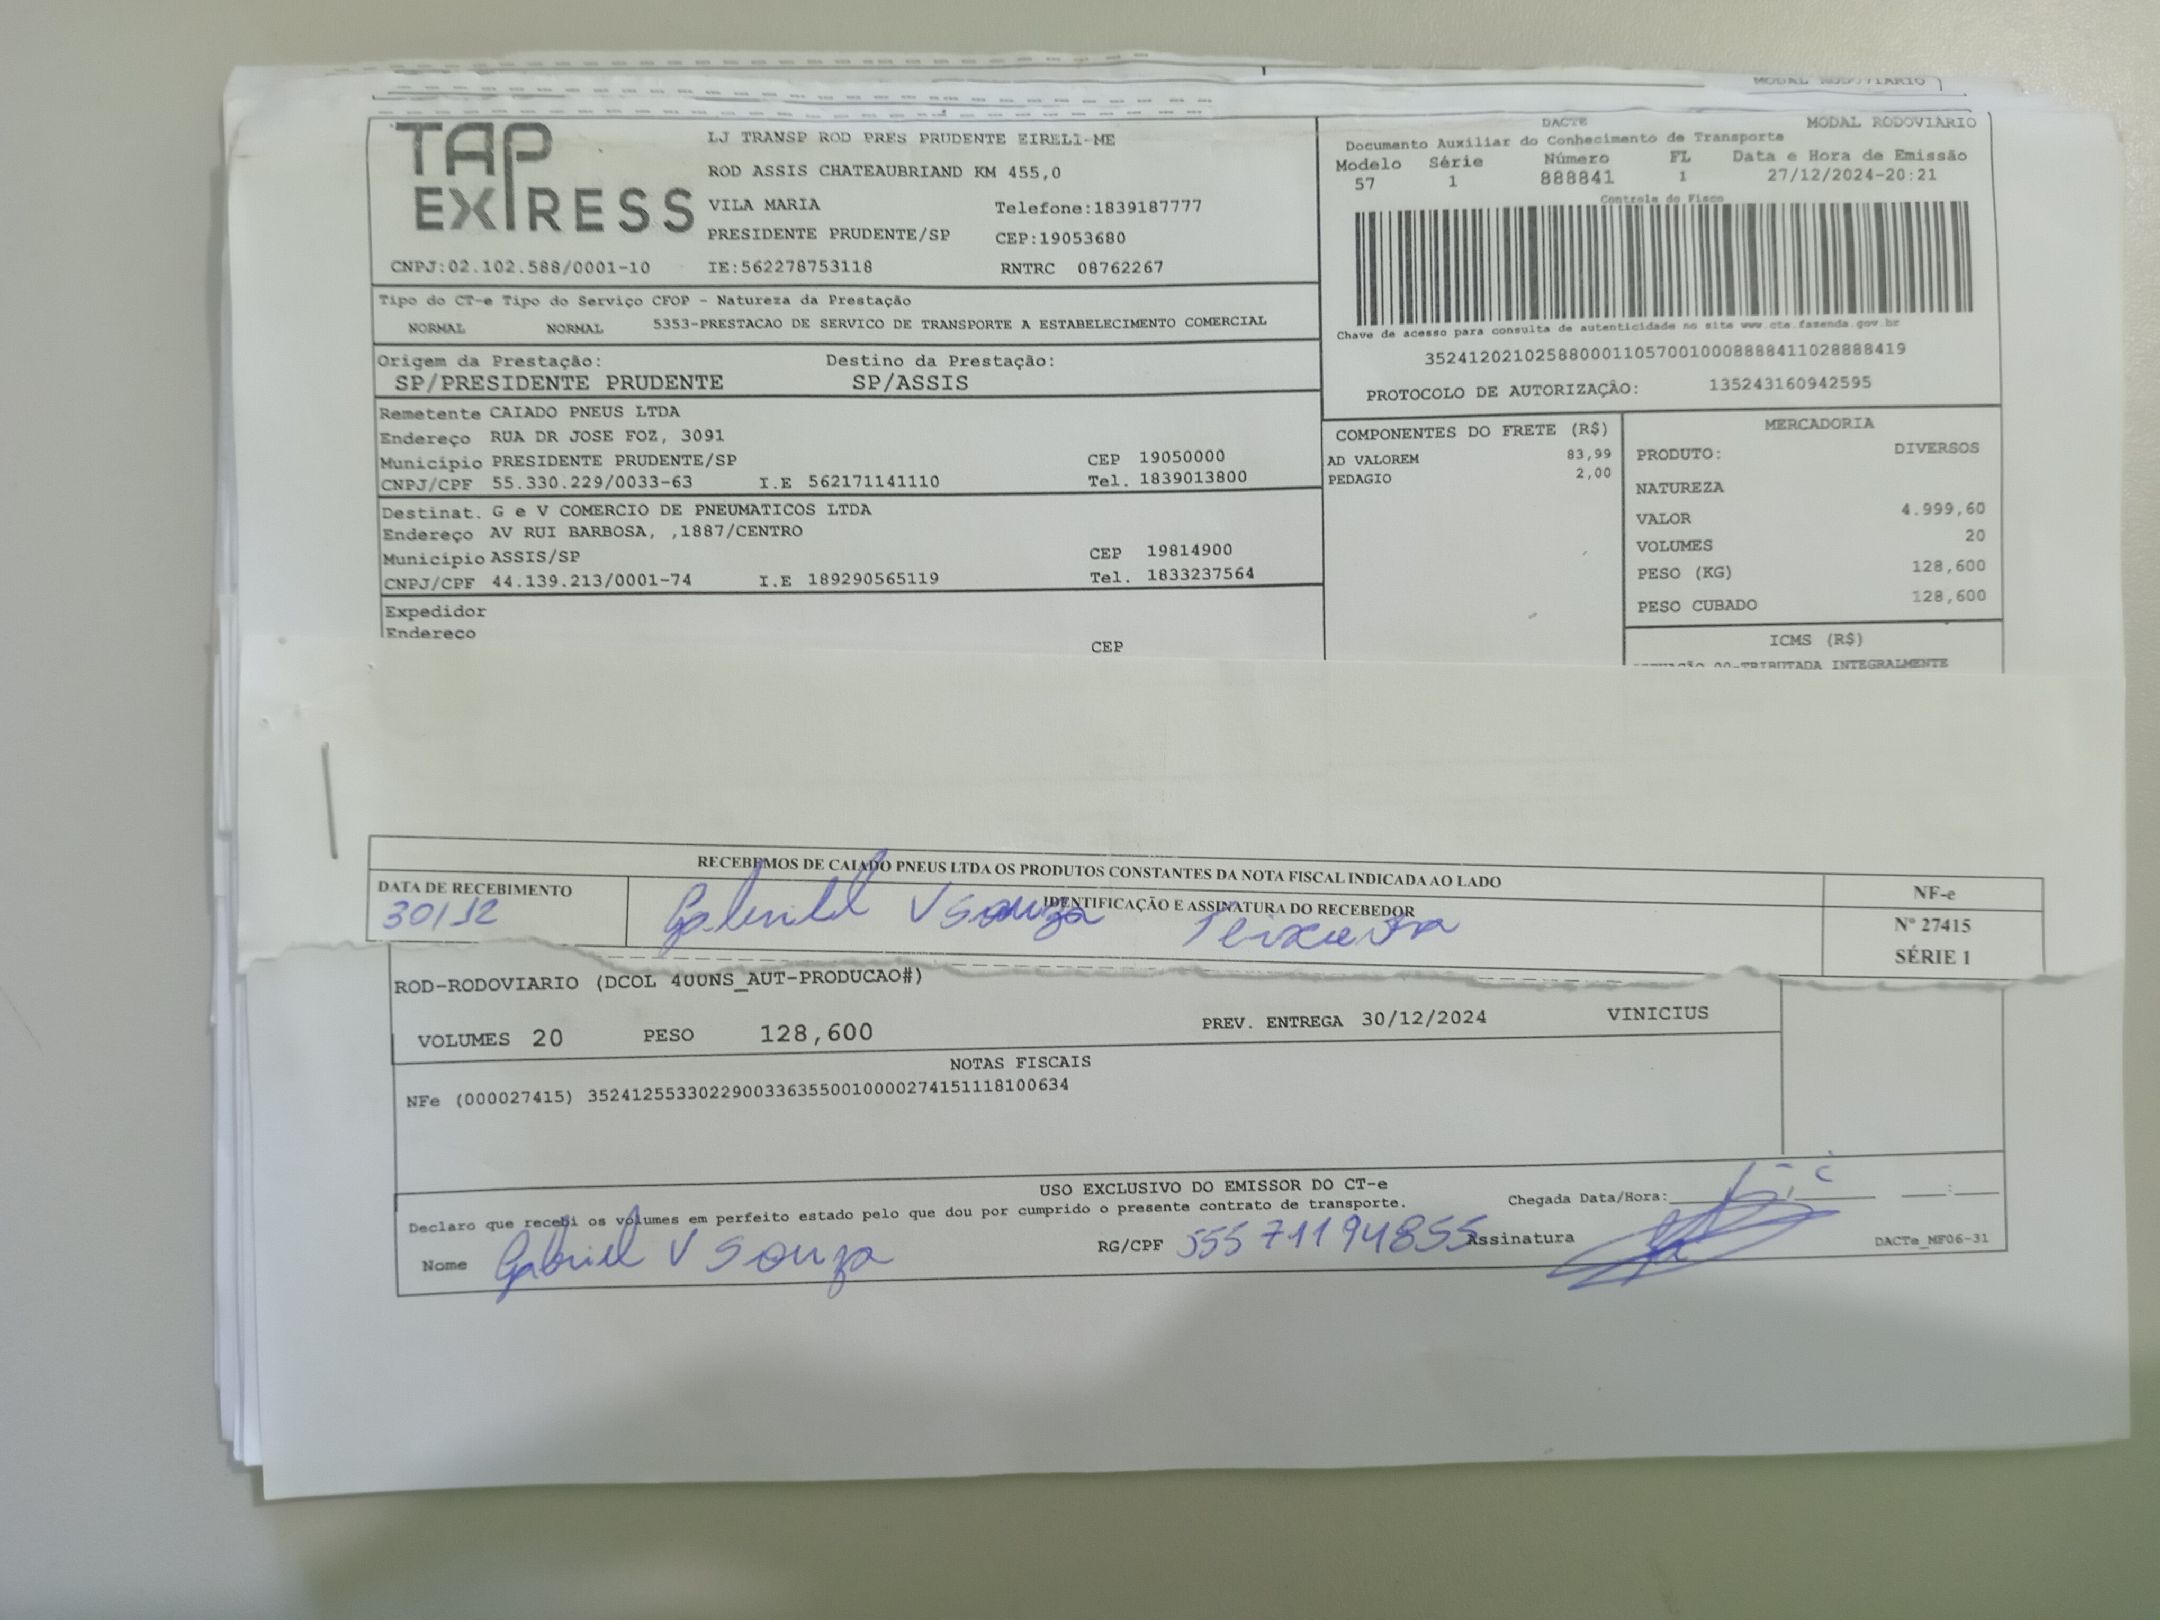 MODAL RODOVIARIO
TAP EXPRESS
LJ TRANSP ROD PRES PRUDENTE EIRELI-ME
ROD ASSIS CHATEAUBRIAND KM 455,0
VILA MARIA Telefone:1839187777
PRESIDENTE PRUDENTE/SP CEP:19053680
CNPJ:02.102.588/0001-10 IE:562278753118 RNTRC 08762267
DACTE MODAL RODOVIARIO
Documento Auxiliar do Conhecimento de Transporte
Modelo Série Número FL Data e Hora de Emissão
57 1 888841 1 27/12/2024-20:21
Controle do Fisco
Chave de acesso para consulta de autenticidade no site www.cte.fazenda.gov.br
35241202102588000110570010008888411028888419
PROTOCOLO DE AUTORIZAÇÃO: 135243160942595
Tipo do CT-e Tipo do Serviço CFOP - Natureza da Prestação
NORMAL NORMAL 5353-PRESTACAO DE SERVICO DE TRANSPORTE A ESTABELECIMENTO COMERCIAL
Origem da Prestação: Destino da Prestação:
SP/PRESIDENTE PRUDENTE SP/ASSIS
Remetente CAIADO PNEUS LTDA
Endereço RUA DR JOSE FOZ, 3091
Município PRESIDENTE PRUDENTE/SP CEP 19050000
CNPJ/CPF 55.330.229/0033-63 I.E 562171141110 Tel. 1839013800
Destinat. G e V COMERCIO DE PNEUMATICOS LTDA
Endereço AV RUI BARBOSA, ,1887/CENTRO
Município ASSIS/SP CEP 19814900
CNPJ/CPF 44.139.213/0001-74 I.E 189290565119 Tel. 1833237564
Expedidor
Endereço
CEP
COMPONENTES DO FRETE (R$)
AD VALOREM 83,99
PEDAGIO 2,00
MERCADORIA
PRODUTO: DIVERSOS
NATUREZA
VALOR 4.999,60
VOLUMES 20
PESO (KG) 128,600
PESO CUBADO 128,600
ICMS (R$)
00-TRIBUTADA INTEGRALMENTE
RECEBEMOS DE CAIADO PNEUS LTDA OS PRODUTOS CONSTANTES DA NOTA FISCAL INDICADA AO LADO
DATA DE RECEBIMENTO
30/12
IDENTIFICAÇÃO E ASSINATURA DO RECEBEDOR
Gabriel V Souza Teixeira
NF-e
Nº 27415
SÉRIE 1
ROD-RODOVIARIO (DCOL 400NS_AUT-PRODUCAO#)
VOLUMES 20 PESO 128,600 PREV. ENTREGA 30/12/2024 VINICIUS
NOTAS FISCAIS
NFe (000027415) 35241255330229003363550010000274151118100634
USO EXCLUSIVO DO EMISSOR DO CT-e
Declaro que recebi os volumes em perfeito estado pelo que dou por cumprido o presente contrato de transporte.
Chegada Data/Hora:
Nome Gabriel V Souza RG/CPF 55571194855 Assinatura
DACTe_MF06-31